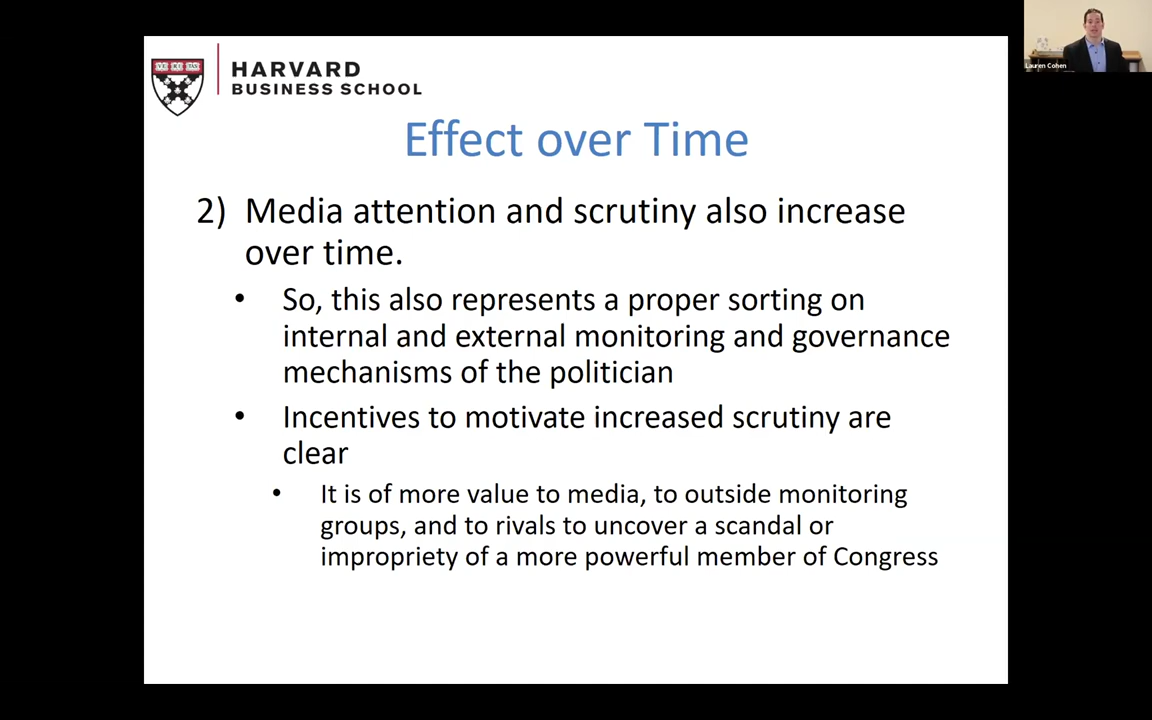 Lauren Cohen
VE RI TAS
HARVARD
BUSINESS SCHOOL
Effect over Time
2) Media attention and scrutiny also increase
over time.
• So, this also represents a proper sorting on
internal and external monitoring and governance
mechanisms of the politician
• Incentives to motivate increased scrutiny are
clear
• It is of more value to media, to outside monitoring
groups, and to rivals to uncover a scandal or
impropriety of a more powerful member of Congress